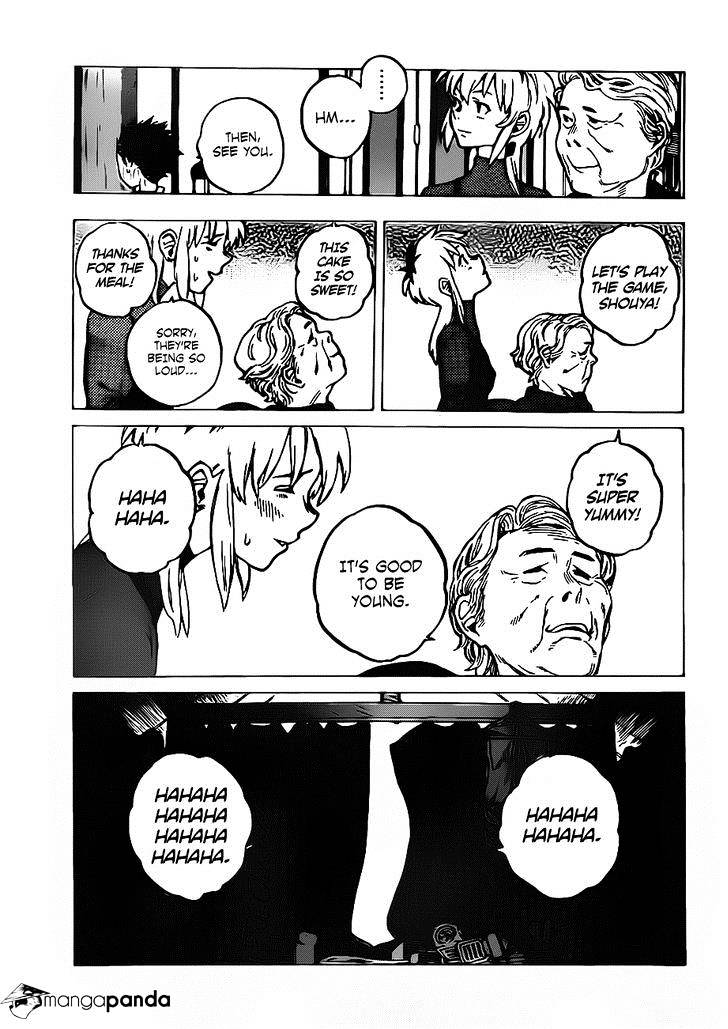 ......
HM...
THEN,
SEE YOU.
LET'S PLAY
THE GAME,
SHOUYA!
THIS
CAKE
IS SO
SWEET!
THANKS
FOR THE
MEAL!
SORRY,
THEY'RE
BEING SO
LOUD...
IT'S
SUPER
YUMMY!
IT'S GOOD
TO BE
YOUNG.
HAHA
HAHA.
HAHAHA
HAHAHA.
HAHAHA
HAHAHA
HAHAHA
HAHAHA.
mangapanda